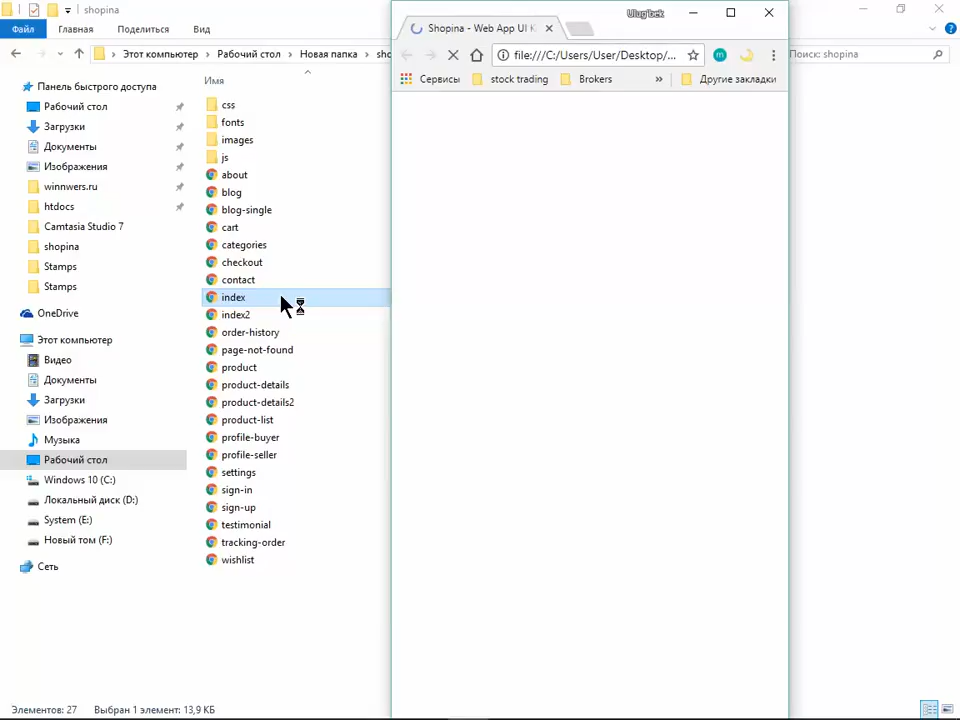 shopina
Файл
Главная
Поделиться
Вид
Этот компьютер
Рабочий стол
Новая папка
Поиск: shopina
Панель быстрого доступа
Рабочий стол
Загрузки
Документы
Изображения
winnwers.ru
htdocs
Camtasia Studio 7
shopina
Stamps
Stamps
OneDrive
Этот компьютер
Видео
Документы
Загрузки
Изображения
Музыка
Рабочий стол
Windows 10 (C:)
Локальный диск (D:)
System (E:)
Новый том (F:)
Сеть
Имя
css
fonts
images
js
about
blog
blog-single
cart
categories
checkout
contact
index
index2
order-history
page-not-found
product
product-details
product-details2
product-list
profile-buyer
profile-seller
settings
sign-in
sign-up
testimonial
tracking-order
wishlist
Элементов: 27
Выбран 1 элемент: 13,9 КБ
Ulug'bek
Shopina - Web App UI
file:///C:/Users/User/Desktop/...
m
Сервисы
stock trading
Brokers
»
Другие закладки